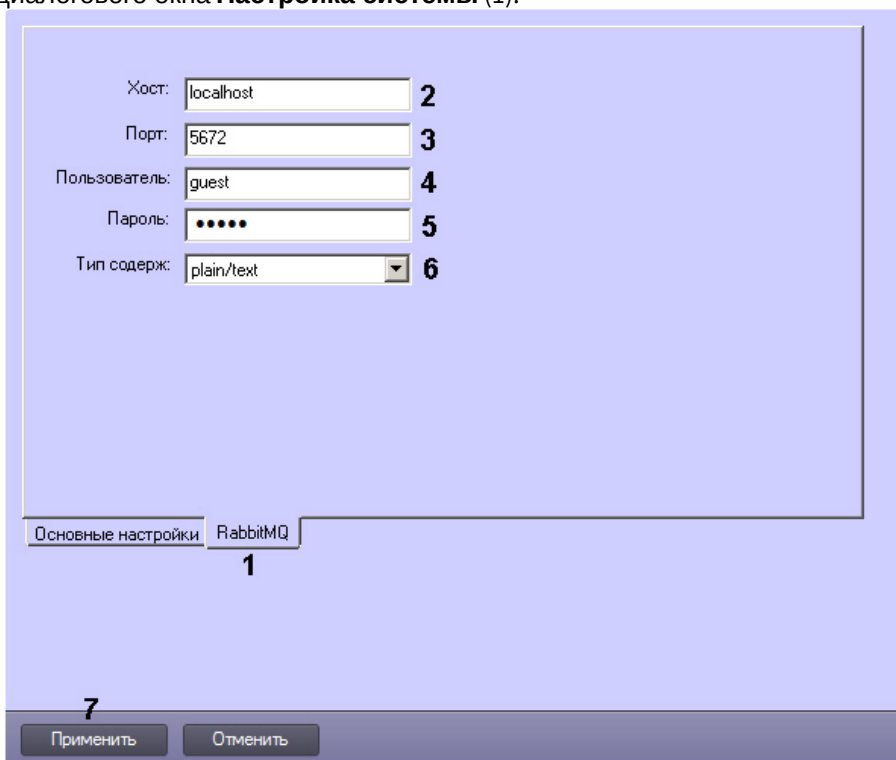 диалогового окна Настройка системы (1).
Хост: localhost 2
Порт: 5672 3
Пользователь: guest 4
Пароль: ••••• 5
Тип содерж: plain/text 6
Основные настройки RabbitMQ
1
7
Применить Отменить